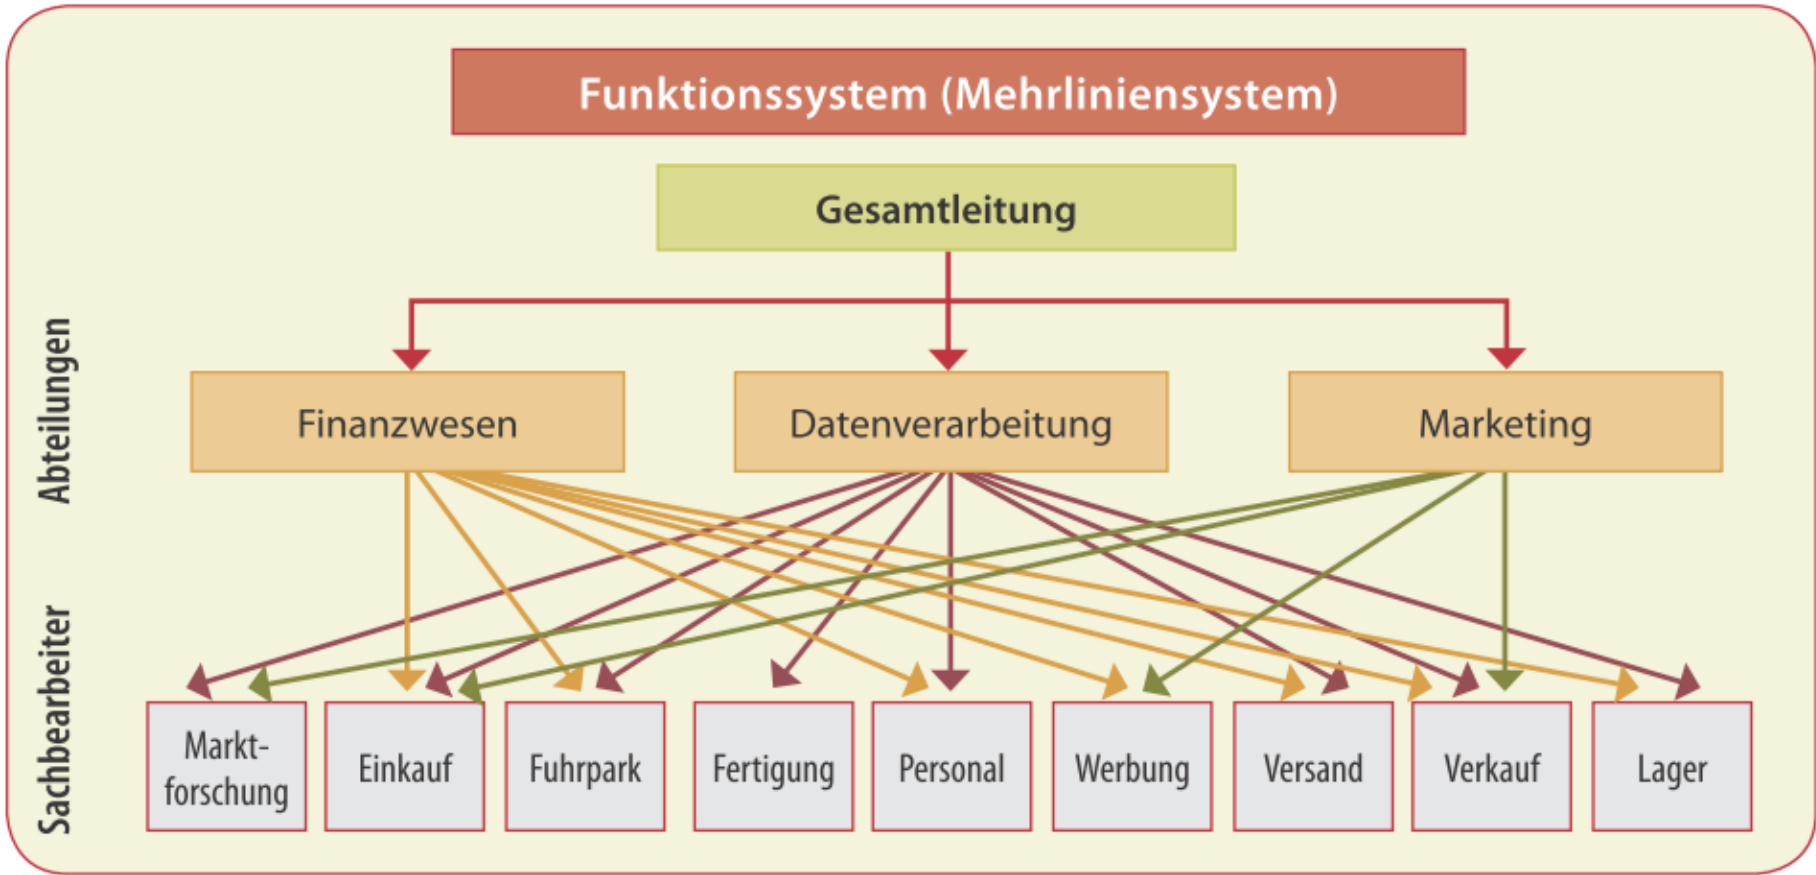 Funktionssystem (Mehrliniensystem)
Gesamtleitung
Abteilungen
Finanzwesen
Datenverarbeitung
Marketing
Sachbearbeiter
Markt-
forschung
Einkauf
Fuhrpark
Fertigung
Personal
Werbung
Versand
Verkauf
Lager